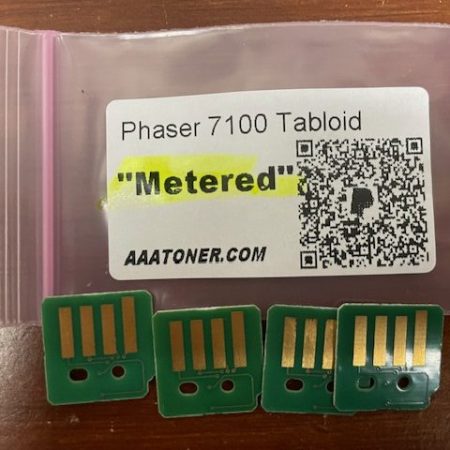 Phaser 7100 Tabloid
"Metered"
AAATONER.COM